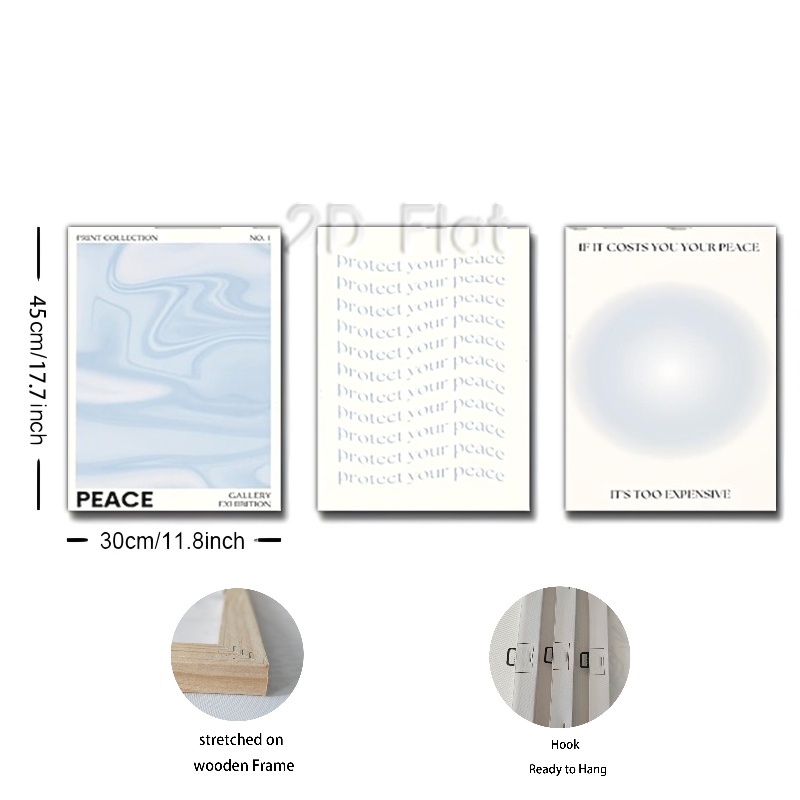 2D Flat
PRINT COLLECTION
NO. 1
PEACE
GALLERY
EXHIBITION
protect your peace
protect your peace
protect your peace
protect your peace
protect your peace
protect your peace
protect your peace
protect your peace
protect your peace
protect your peace
protect your peace
IF IT COSTS YOU YOUR PEACE
IT'S TOO EXPENSIVE
45cm/17.7inch
30cm/11.8inch
stretched on
wooden Frame
Hook
Ready to Hang